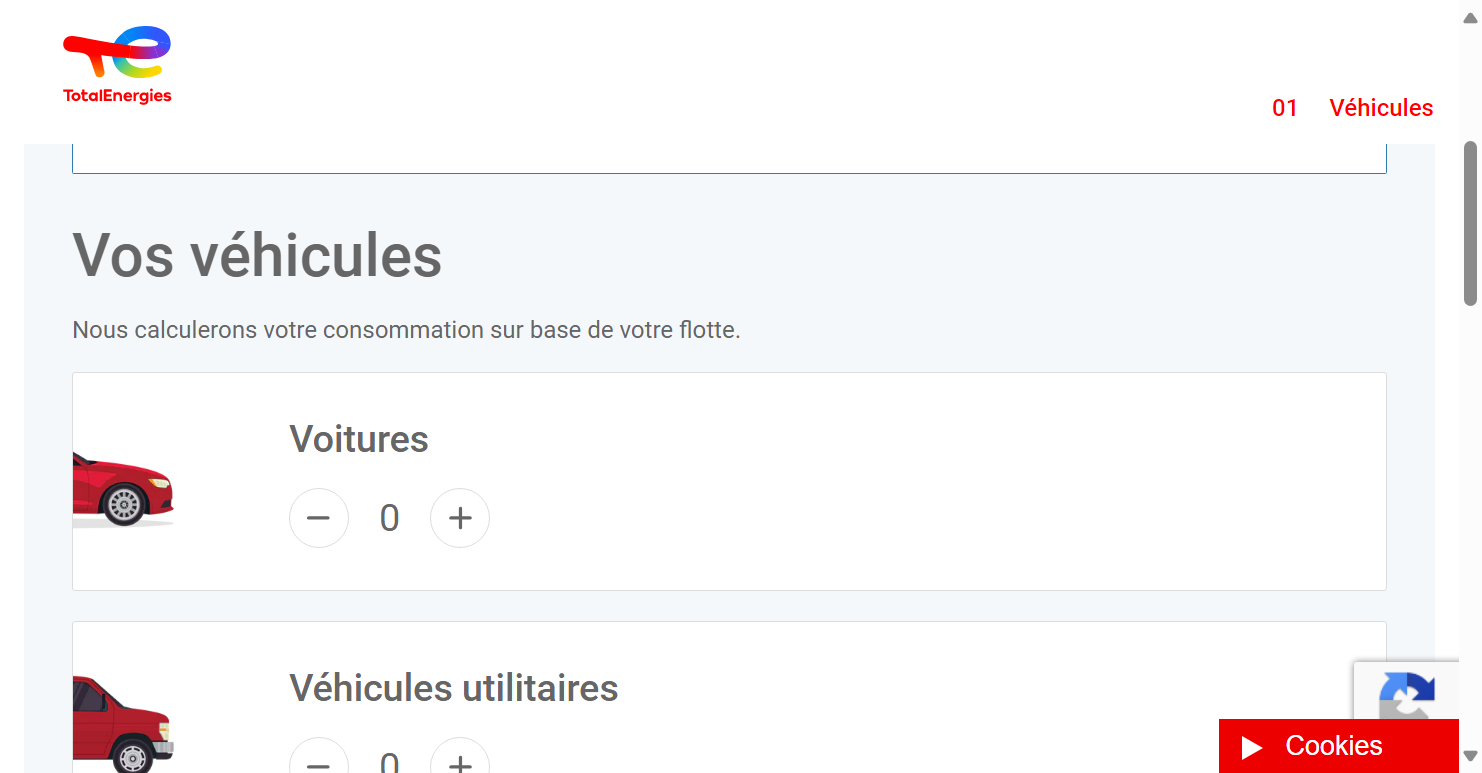 TotalEnergies
01 Véhicules
Vos véhicules
Nous calculerons votre consommation sur base de votre flotte.
Voitures
0
Véhicules utilitaires
0
Cookies